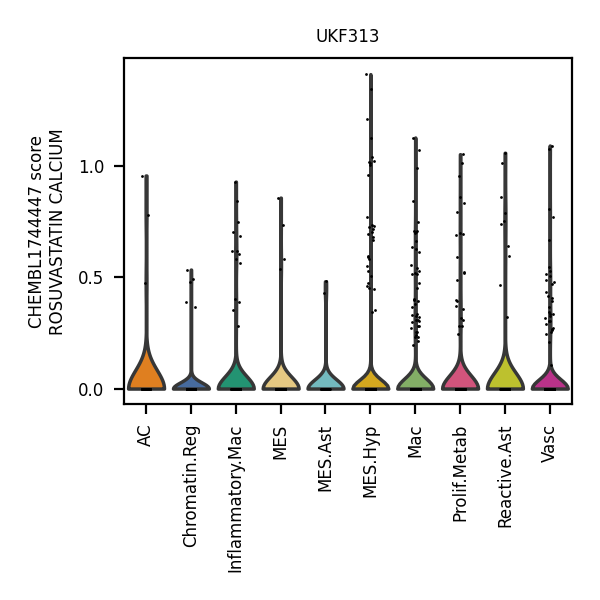 UKF313
CHEMBL1744447 score
ROSUVASTATIN CALCIUM
1.0
0.5
0.0
AC
Chromatin.Reg
Inflammatory.Mac
MES
MES.Ast
MES.Hyp
Mac
Prolif.Metab
Reactive.Ast
Vasc